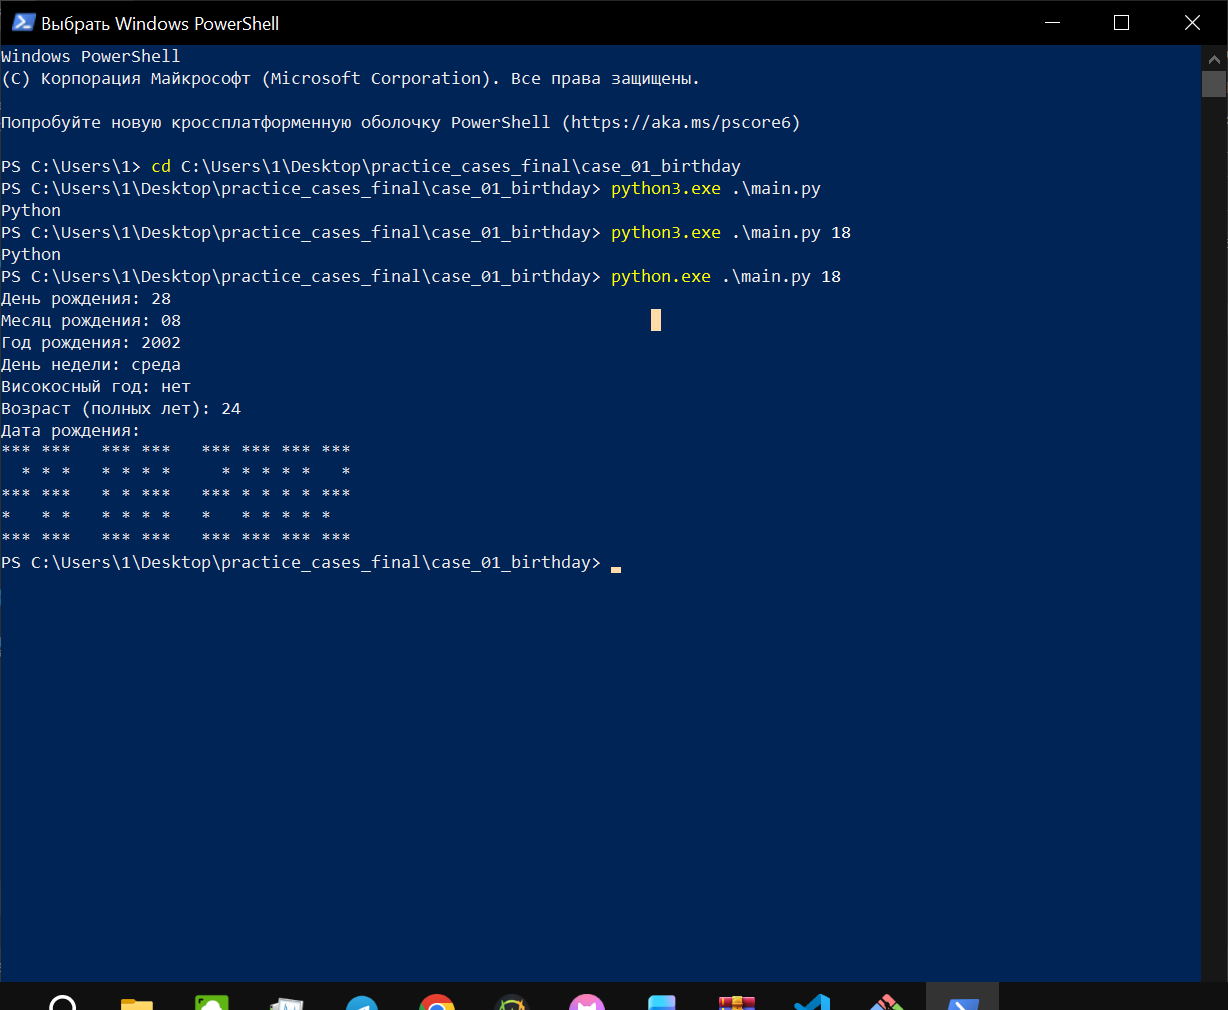 Выбрать Windows PowerShell
Windows PowerShell
(C) Корпорация Майкрософт (Microsoft Corporation). Все права защищены.
Попробуйте новую кроссплатформенную оболочку PowerShell (https://aka.ms/pscore6)
PS C:\Users\1> cd C:\Users\1\Desktop\practice_cases_final\case_01_birthday
PS C:\Users\1\Desktop\practice_cases_final\case_01_birthday> python3.exe .\main.py
Python
PS C:\Users\1\Desktop\practice_cases_final\case_01_birthday> python3.exe .\main.py 18
Python
PS C:\Users\1\Desktop\practice_cases_final\case_01_birthday> python.exe .\main.py 18
День рождения: 28
Месяц рождения: 08
Год рождения: 2002
День недели: среда
Високосный год: нет
Возраст (полных лет): 24
Дата рождения:
*** ***   *** ***   *** *** *** ***
  * * *   * * * *     * * * * *   *
*** ***   * * ***   *** * * * * ***
*   * *   * * * *   *   * * * * *
*** ***   *** ***   *** *** *** ***
PS C:\Users\1\Desktop\practice_cases_final\case_01_birthday>